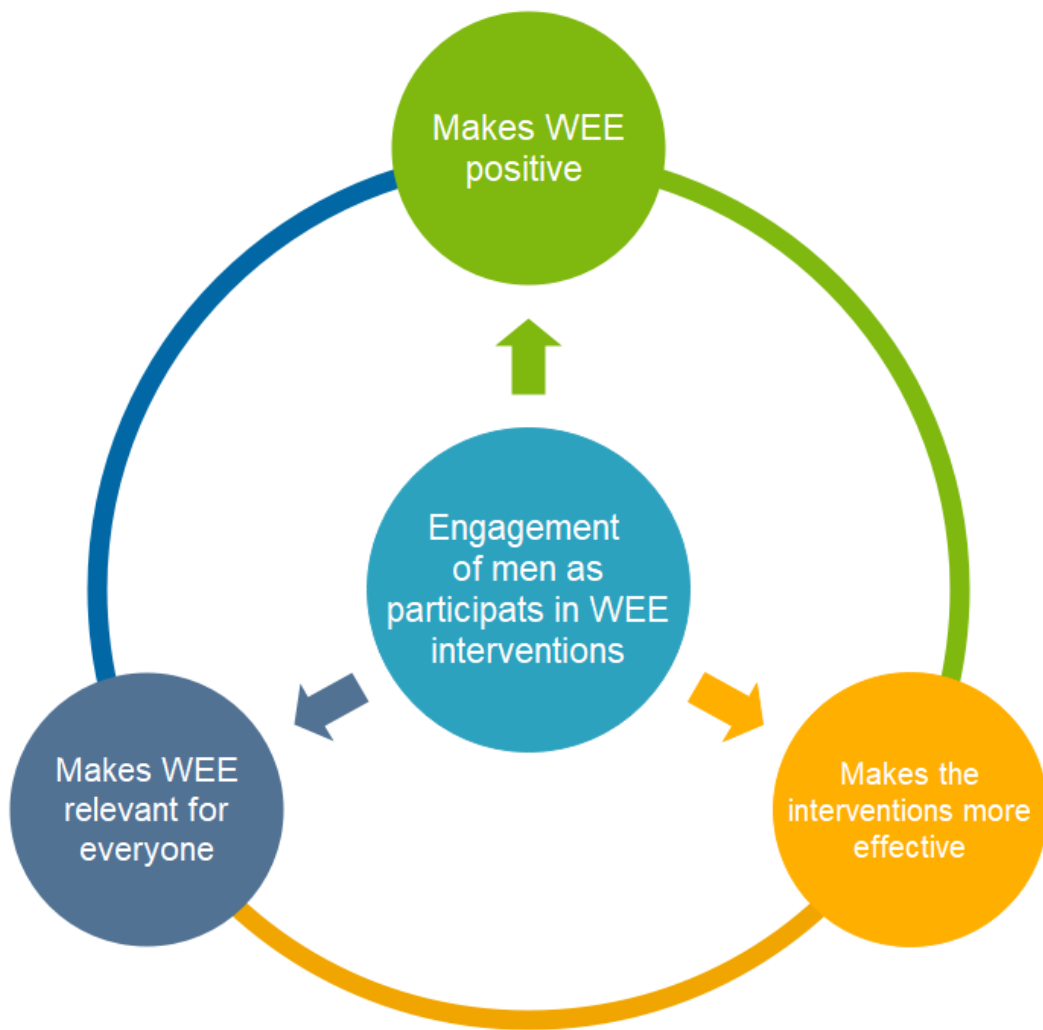 Makes WEE
positive
Engagement
of men as
participats in WEE
interventions
Makes WEE
relevant for
everyone
Makes the
interventions more
effective